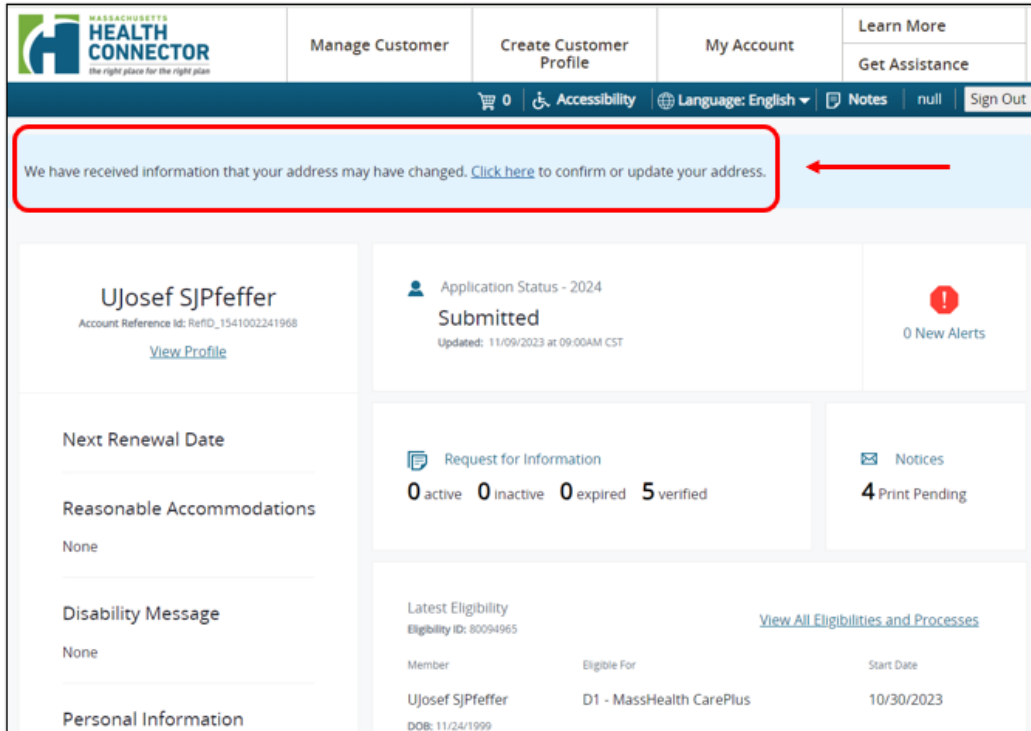 MASSACHUSETTS
HEALTH
CONNECTOR
the right place for the right plan
Manage Customer
Create Customer
Profile
My Account
Learn More
Get Assistance
0 Accessibility Language: English Notes null Sign Out
We have received information that your address may have changed. Click here to confirm or update your address.
UJosef SJPfeffer
Account Reference Id: RefID_1541002241968
View Profile
Application Status - 2024
Submitted
Updated: 11/09/2023 at 09:00AM CST
0 New Alerts
Next Renewal Date
Reasonable Accommodations
None
Disability Message
None
Personal Information
Request for Information
0 active 0 inactive 0 expired 5 verified
Notices
4 Print Pending
Latest Eligibility
Eligibility ID: 80094965
View All Eligibilities and Processes
Member Eligible For Start Date
UJosef SJPfeffer D1 - MassHealth CarePlus 10/30/2023
DOB: 11/24/1999